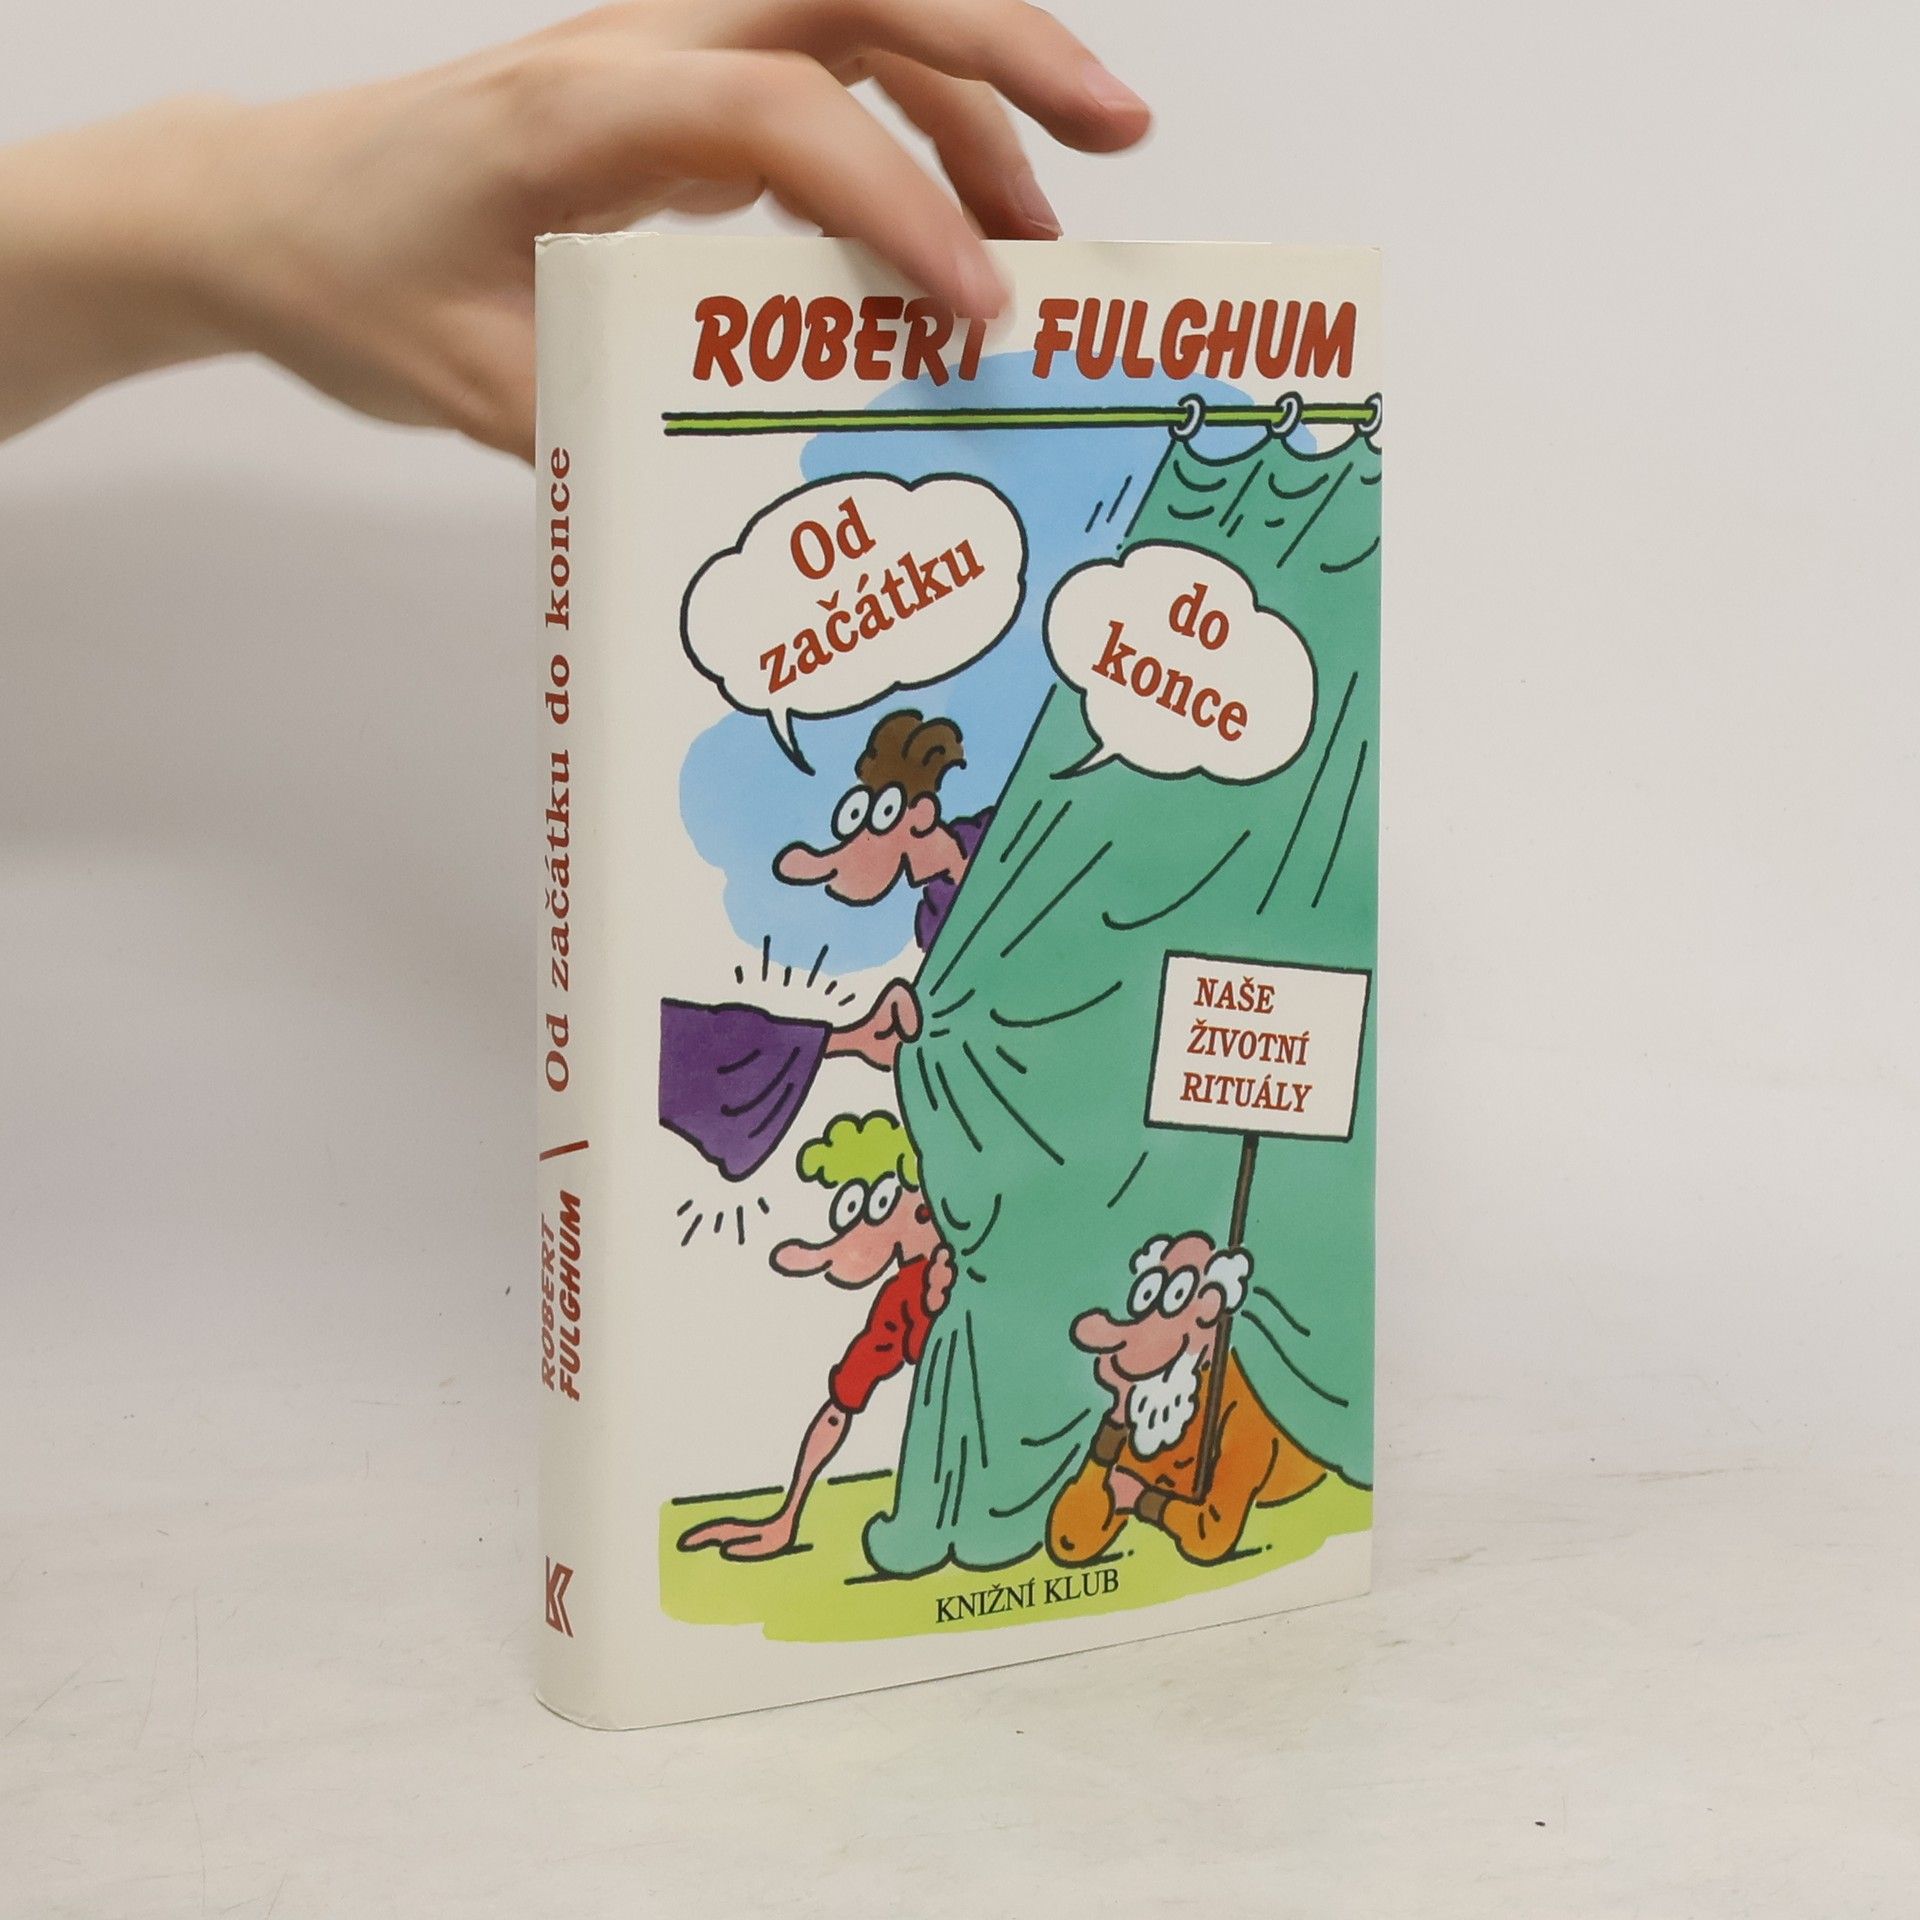 ROBERT FULGHUM
Od
začátku
do
konce
NAŠE
ŽIVOTNÍ
RITUÁLY
KNIŽNÍ KLUB
ROBERT
FULGHUM \ Od začátku do konce